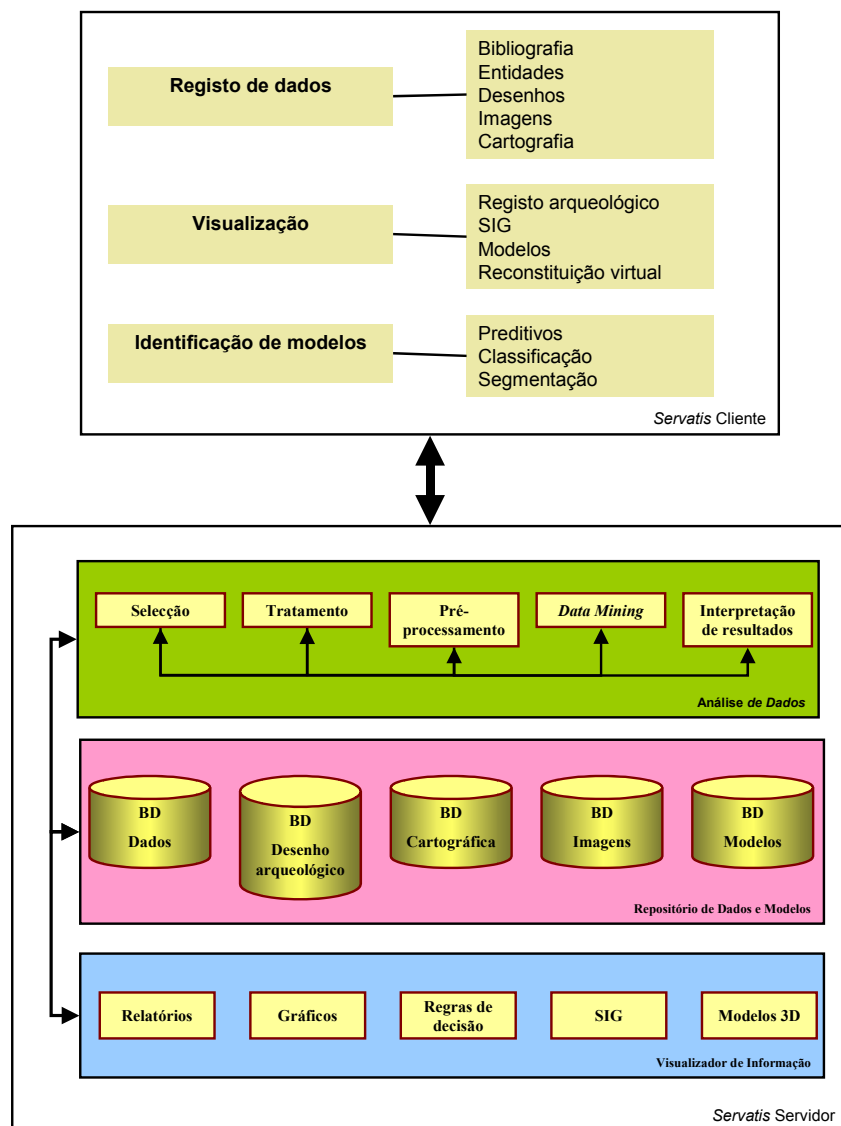 Registo de dados
Bibliografia
Entidades
Desenhos
Imagens
Cartografia
Visualização
Registo arqueológico
SIG
Modelos
Reconstituição virtual
Identificação de modelos
Preditivos
Classificação
Segmentação
Servatis Cliente
Selecção
Tratamento
Pré-
processamento
Data Mining
Interpretação
de resultados
Análise de Dados
BD
Dados
BD
Desenho
arqueológico
BD
Cartográfica
BD
Imagens
BD
Modelos
Repositório de Dados e Modelos
Relatórios
Gráficos
Regras de
decisão
SIG
Modelos 3D
Visualizador de Informação
Servatis Servidor